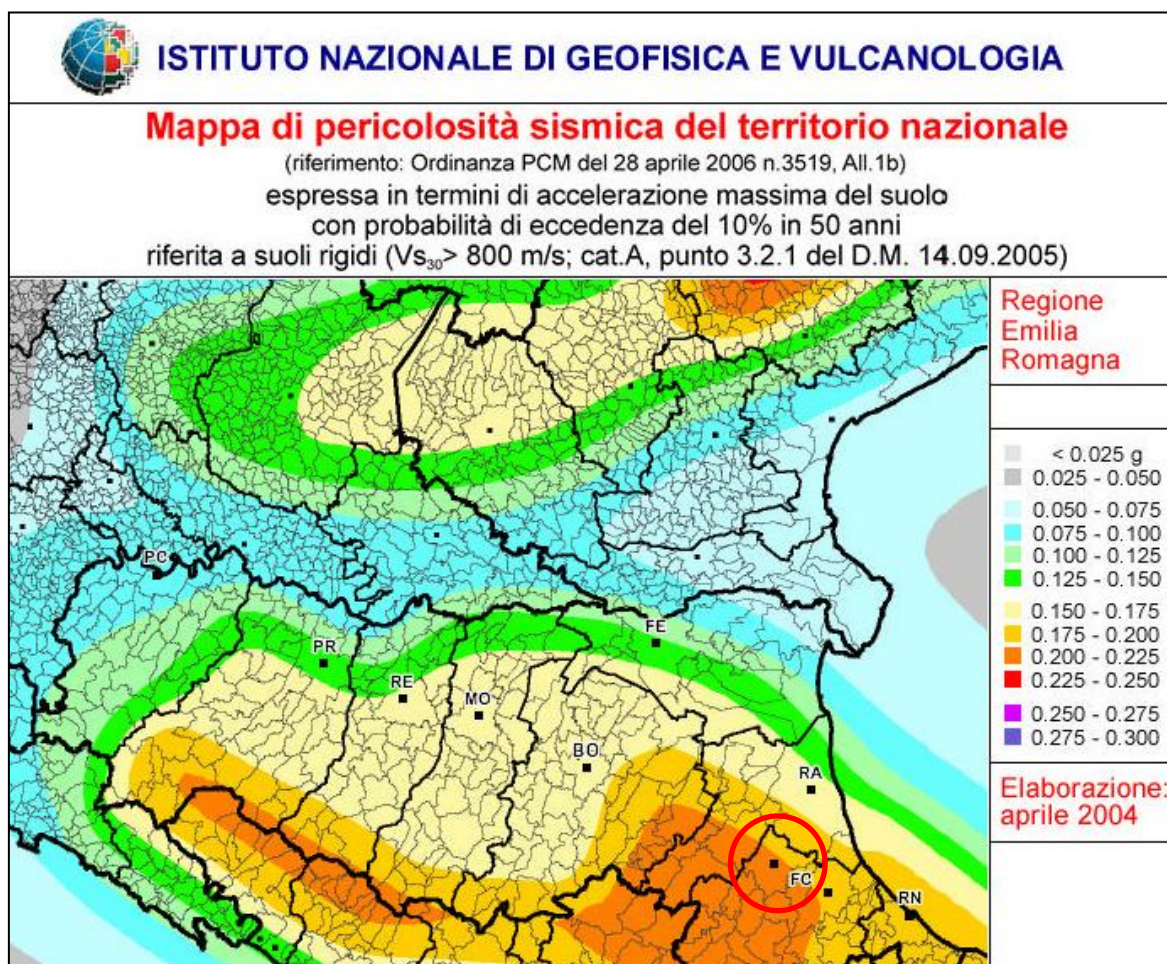 ISTITUTO NAZIONALE DI GEOFISICA E VULCANOLOGIA
Mappa di pericolosità sismica del territorio nazionale
(riferimento: Ordinanza PCM del 28 aprile 2006 n.3519, All.1b)
espressa in termini di accelerazione massima del suolo
con probabilità di eccedenza del 10% in 50 anni
riferita a suoli rigidi (Vs₃₀> 800 m/s; cat.A, punto 3.2.1 del D.M. 14.09.2005)
Regione
Emilia
Romagna
< 0.025 g
0.025 - 0.050
0.050 - 0.075
0.075 - 0.100
0.100 - 0.125
0.125 - 0.150
0.150 - 0.175
0.175 - 0.200
0.200 - 0.225
0.225 - 0.250
0.250 - 0.275
0.275 - 0.300
Elaborazione:
aprile 2004
PC
PR
RE
MO
FE
BO
RA
FC
RN